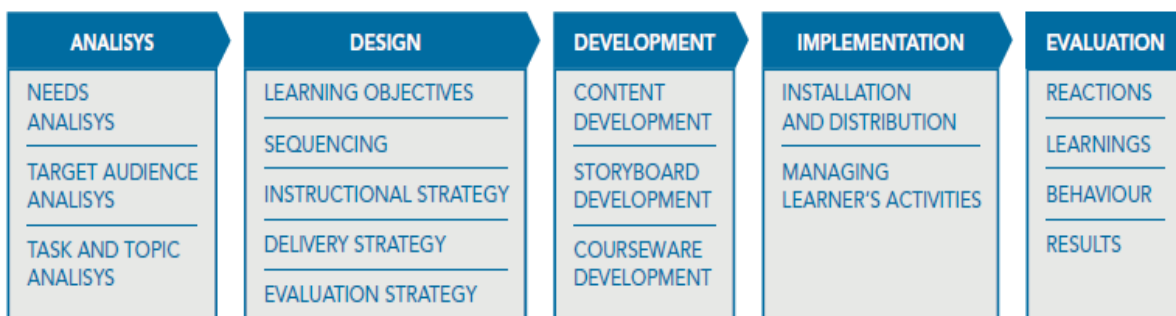 ANALISYS
NEEDS
ANALISYS
TARGET AUDIENCE
ANALISYS
TASK AND TOPIC
ANALISYS
DESIGN
LEARNING OBJECTIVES
SEQUENCING
INSTRUCTIONAL STRATEGY
DELIVERY STRATEGY
EVALUATION STRATEGY
DEVELOPMENT
CONTENT
DEVELOPMENT
STORYBOARD
DEVELOPMENT
COURSEWARE
DEVELOPMENT
IMPLEMENTATION
INSTALLATION
AND DISTRIBUTION
MANAGING
LEARNER'S ACTIVITIES
EVALUATION
REACTIONS
LEARNINGS
BEHAVIOUR
RESULTS